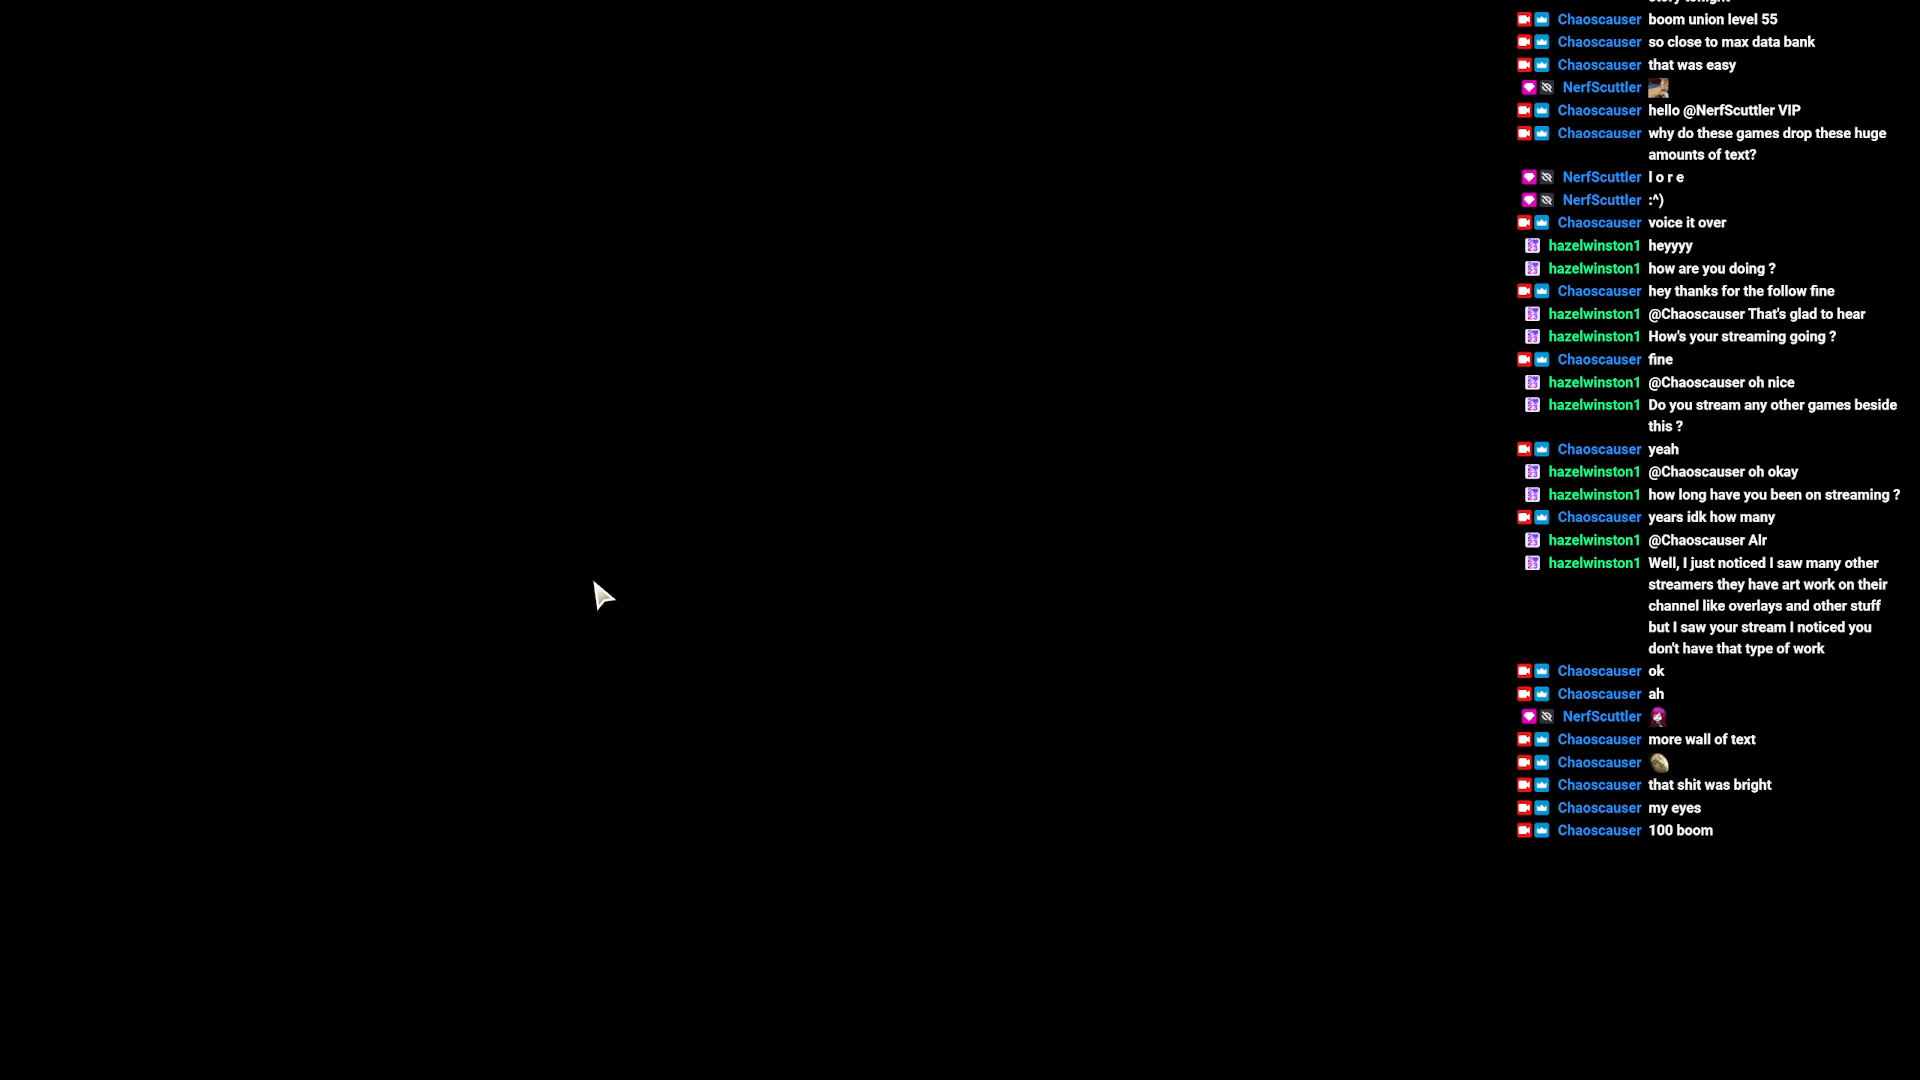 Chaoscauser boom union level 55
Chaoscauser so close to max data bank
Chaoscauser that was easy
NerfScuttler
Chaoscauser hello @NerfScuttler VIP
Chaoscauser why do these games drop these huge
amounts of text?
NerfScuttler l o r e
NerfScuttler :^)
Chaoscauser voice it over
hazelwinston1 heyyyy
hazelwinston1 how are you doing ?
Chaoscauser hey thanks for the follow fine
hazelwinston1 @Chaoscauser That's glad to hear
hazelwinston1 How's your streaming going ?
Chaoscauser fine
hazelwinston1 @Chaoscauser oh nice
hazelwinston1 Do you stream any other games beside
this ?
Chaoscauser yeah
hazelwinston1 @Chaoscauser oh okay
hazelwinston1 how long have you been on streaming ?
Chaoscauser years idk how many
hazelwinston1 @Chaoscauser Alr
hazelwinston1 Well, I just noticed I saw many other
streamers they have art work on their
channel like overlays and other stuff
but I saw your stream I noticed you
don't have that type of work
Chaoscauser ok
Chaoscauser ah
NerfScuttler
Chaoscauser more wall of text
Chaoscauser
Chaoscauser that shit was bright
Chaoscauser my eyes
Chaoscauser 100 boom